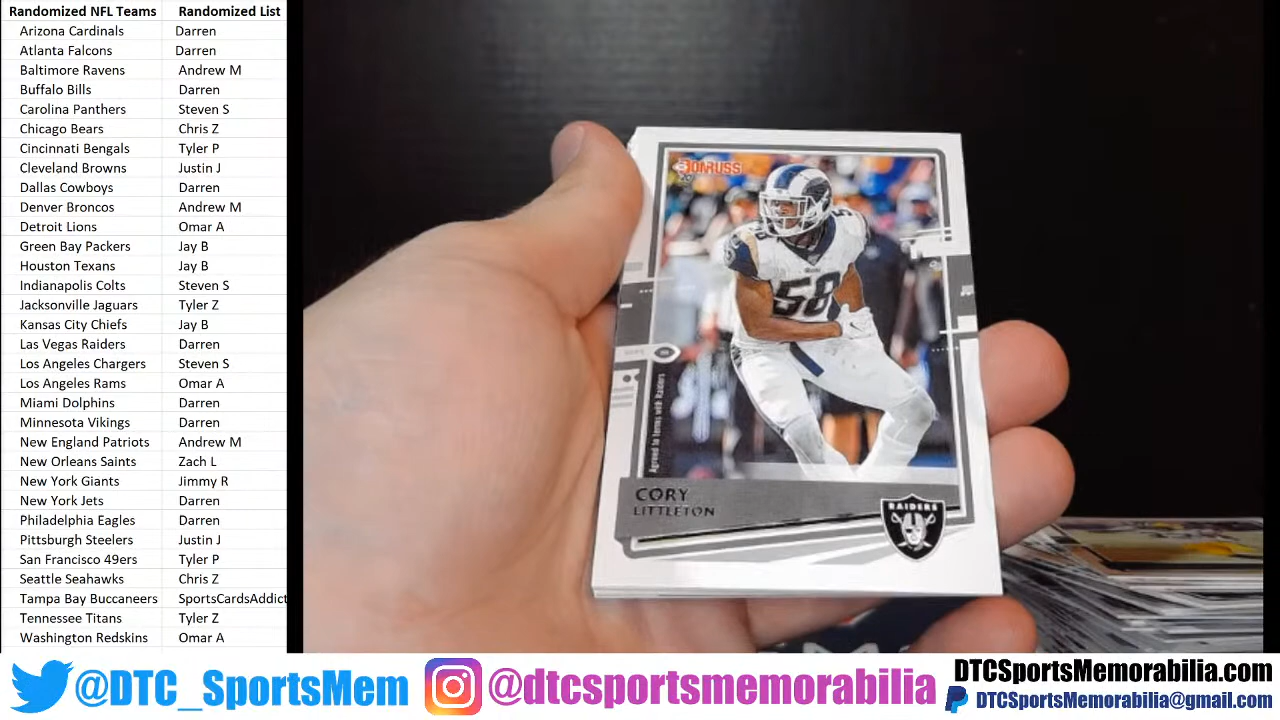 Randomized NFL Teams Randomized List
Arizona Cardinals Darren
Atlanta Falcons Darren
Baltimore Ravens Andrew M
Buffalo Bills Darren
Carolina Panthers Steven S
Chicago Bears Chris Z
Cincinnati Bengals Tyler P
Cleveland Browns Justin J
Dallas Cowboys Darren
Denver Broncos Andrew M
Detroit Lions Omar A
Green Bay Packers Jay B
Houston Texans Jay B
Indianapolis Colts Steven S
Jacksonville Jaguars Tyler Z
Kansas City Chiefs Jay B
Las Vegas Raiders Darren
Los Angeles Chargers Steven S
Los Angeles Rams Omar A
Miami Dolphins Darren
Minnesota Vikings Darren
New England Patriots Andrew M
New Orleans Saints Zach L
New York Giants Jimmy R
New York Jets Darren
Philadelphia Eagles Darren
Pittsburgh Steelers Justin J
San Francisco 49ers Tyler P
Seattle Seahawks Chris Z
Tampa Bay Buccaneers SportsCardsAddict
Tennessee Titans Tyler Z
Washington Redskins Omar A
DONRUSS
58
Agreed to terms with Raiders
CORY
LITTLETON
RAIDERS
@DTC_SportsMem
@dtcsportsmemorabilia
DTCSportsMemorabilia.com
DTCSportsMemorabilia@gmail.com